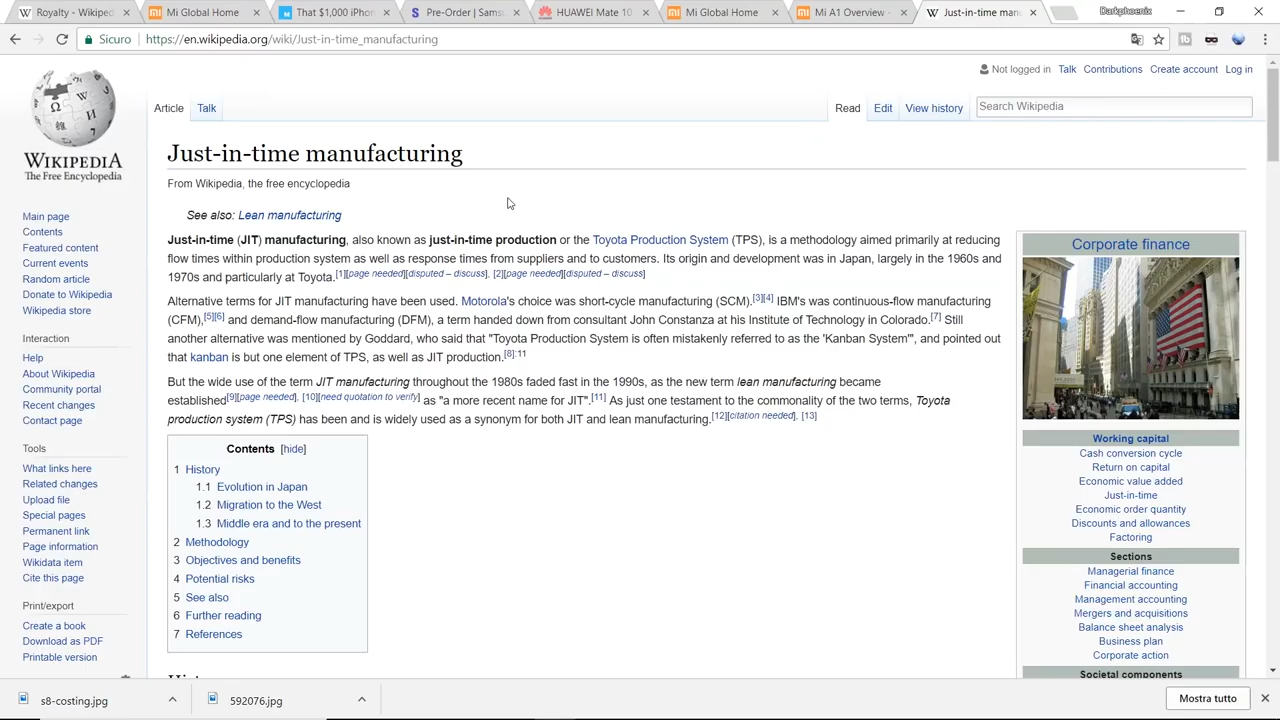 Royalty - Wikiped
Mi Global Home
That $1,000 iPhon
Pre-Order | Sams
HUAWEI Mate 10
Mi Global Home
Mi A1 Overview -
Just-in-time man
Darkphoenix
Sicuro
https://en.wikipedia.org/wiki/Just-in-time_manufacturing
Not logged in Talk Contributions Create account Log in
Article Talk
Read Edit View history
Search Wikipedia
WIKIPEDIA
The Free Encyclopedia
Main page
Contents
Featured content
Current events
Random article
Donate to Wikipedia
Wikipedia store
Interaction
Help
About Wikipedia
Community portal
Recent changes
Contact page
Tools
What links here
Related changes
Upload file
Special pages
Permanent link
Page information
Wikidata item
Cite this page
Print/export
Create a book
Download as PDF
Printable version
Just-in-time manufacturing
From Wikipedia, the free encyclopedia
See also: Lean manufacturing
Just-in-time (JIT) manufacturing, also known as just-in-time production or the Toyota Production System (TPS), is a methodology aimed primarily at reducing
flow times within production system as well as response times from suppliers and to customers. Its origin and development was in Japan, largely in the 1960s and
1970s and particularly at Toyota.[1][page needed][disputed – discuss], [2][page needed][disputed – discuss]
Alternative terms for JIT manufacturing have been used. Motorola's choice was short-cycle manufacturing (SCM).[3][4] IBM's was continuous-flow manufacturing
(CFM),[5][6] and demand-flow manufacturing (DFM), a term handed down from consultant John Constanza at his Institute of Technology in Colorado.[7] Still
another alternative was mentioned by Goddard, who said that "Toyota Production System is often mistakenly referred to as the 'Kanban System'", and pointed out
that kanban is but one element of TPS, as well as JIT production.[8]:11
But the wide use of the term JIT manufacturing throughout the 1980s faded fast in the 1990s, as the new term lean manufacturing became
established[9][page needed], [10][need quotation to verify] as "a more recent name for JIT".[11] As just one testament to the commonality of the two terms, Toyota
production system (TPS) has been and is widely used as a synonym for both JIT and lean manufacturing.[12][citation needed], [13]
Contents [hide]
1 History
1.1 Evolution in Japan
1.2 Migration to the West
1.3 Middle era and to the present
2 Methodology
3 Objectives and benefits
4 Potential risks
5 See also
6 Further reading
7 References
Corporate finance
Working capital
Cash conversion cycle
Return on capital
Economic value added
Just-in-time
Economic order quantity
Discounts and allowances
Factoring
Sections
Managerial finance
Financial accounting
Management accounting
Mergers and acquisitions
Balance sheet analysis
Business plan
Corporate action
Societal components
s8-costing.jpg
592076.jpg
Mostra tutto